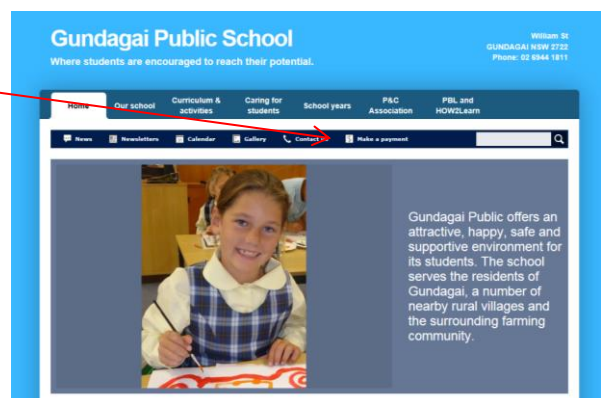 Gundagai Public School
Where students are encouraged to reach their potential.
William St
GUNDAGAI NSW 2722
Phone: 02 6944 1811
Home
Our school
Curriculum &
activities
Caring for
students
School years
P&C
Association
PBL and
HOW2Learn
News
Newsletters
Calendar
Gallery
Contact us
Make a payment
Gundagai Public offers an
attractive, happy, safe and
supportive environment for
its students. The school
serves the residents of
Gundagai, a number of
nearby rural villages and
the surrounding farming
community.